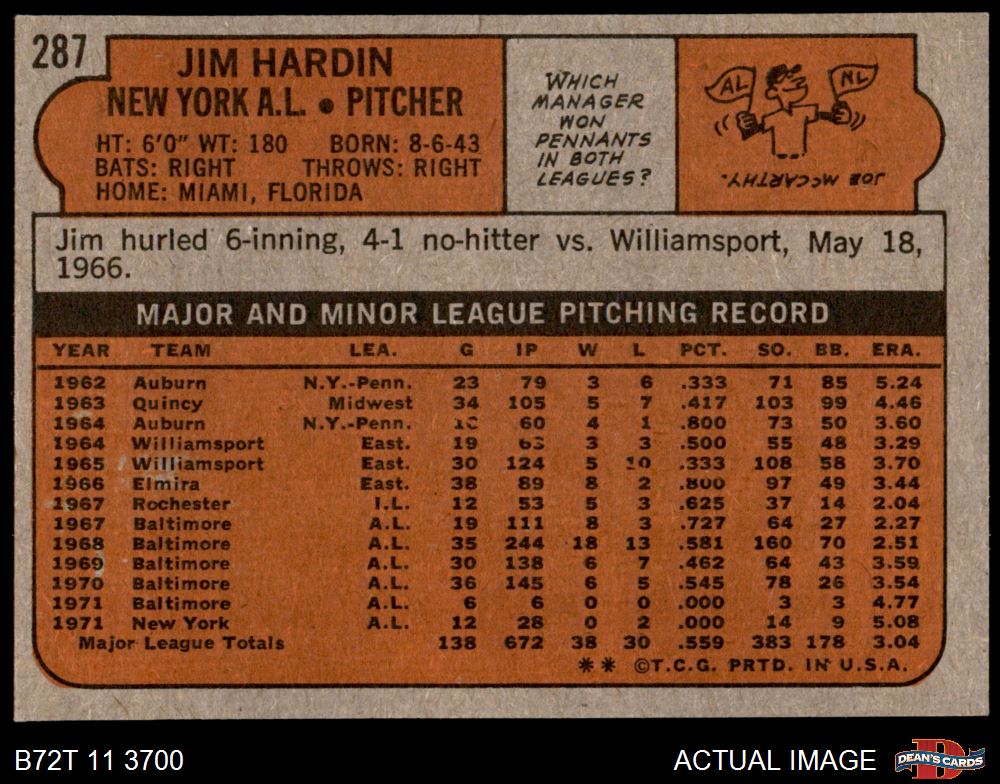 287
JIM HARDIN
NEW YORK A.L. • PITCHER
HT: 6'0" WT: 180 BORN: 8-6-43
BATS: RIGHT THROWS: RIGHT
HOME: MIAMI, FLORIDA
WHICH
MANAGER
WON
PENNANTS
IN BOTH
LEAGUES?
AL NL
JOE McCARTHY.
Jim hurled 6-inning, 4-1 no-hitter vs. Williamsport, May 18,
1966.
MAJOR AND MINOR LEAGUE PITCHING RECORD
YEAR TEAM LEA. G IP W L PCT. SO. BB. ERA.
1962 Auburn N.Y.-Penn. 23 79 3 6 .333 71 85 5.24
1963 Quincy Midwest 34 105 5 7 .417 103 99 4.46
1964 Auburn N.Y.-Penn. 60 4 1 .800 73 50 3.60
1964 Williamsport East. 19 63 3 3 .500 55 48 3.29
1965 Williamsport East. 30 124 5 10 .333 108 58 3.70
1966 Elmira East. 38 89 8 2 .800 97 49 3.44
1967 Rochester I.L. 12 53 5 3 .625 37 14 2.04
1967 Baltimore A.L. 19 111 8 3 .727 64 27 2.27
1968 Baltimore A.L. 35 244 18 13 .581 160 70 2.51
1969 Baltimore A.L. 30 138 6 7 .462 64 43 3.59
1970 Baltimore A.L. 36 145 6 5 .545 78 26 3.54
1971 Baltimore A.L. 6 6 0 0 .000 3 3 4.77
1971 New York A.L. 12 28 0 2 .000 14 9 5.08
Major League Totals 138 672 38 30 .559 383 178 3.04
** ©T.C.G. PRTD. IN U.S.A.
B72T 11 3700
ACTUAL IMAGE
DEAN'S CARDS